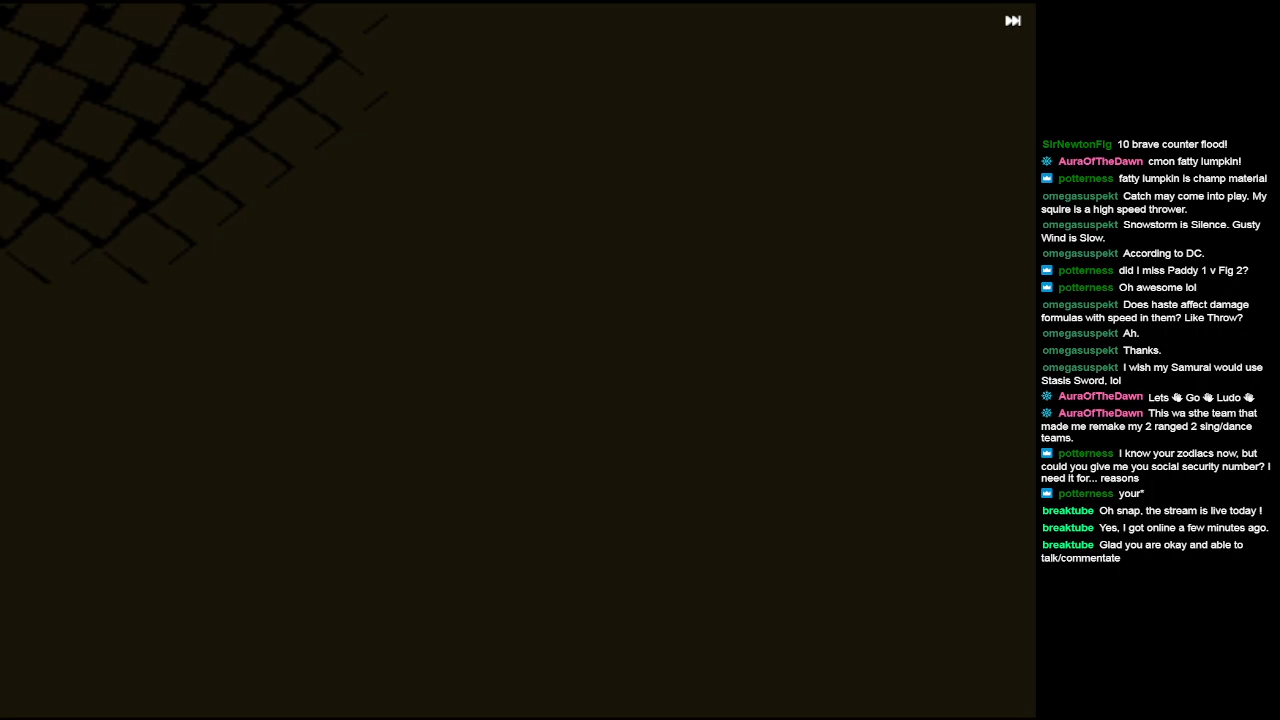 SirNewtonFig 10 brave counter flood!
AuraOfTheDawn cmon fatty lumpkin!
potterness fatty lumpkin is champ material
omegasuspekt Catch may come into play. My
squire is a high speed thrower.
omegasuspekt Snowstorm is Silence. Gusty
Wind is Slow.
omegasuspekt According to DC.
potterness did I miss Paddy 1 v Fig 2?
potterness Oh awesome lol
omegasuspekt Does haste affect damage
formulas with speed in them? Like Throw?
omegasuspekt Ah.
omegasuspekt Thanks.
omegasuspekt I wish my Samurai would use
Stasis Sword, lol
AuraOfTheDawn Lets 👏 Go 👏 Ludo 👏
AuraOfTheDawn This wa sthe team that
made me remake my 2 ranged 2 sing/dance
teams.
potterness I know your zodiacs now, but
could you give me you social security number? I
need it for... reasons
potterness your*
breaktube Oh snap, the stream is live today !
breaktube Yes, I got online a few minutes ago.
breaktube Glad you are okay and able to
talk/commentate